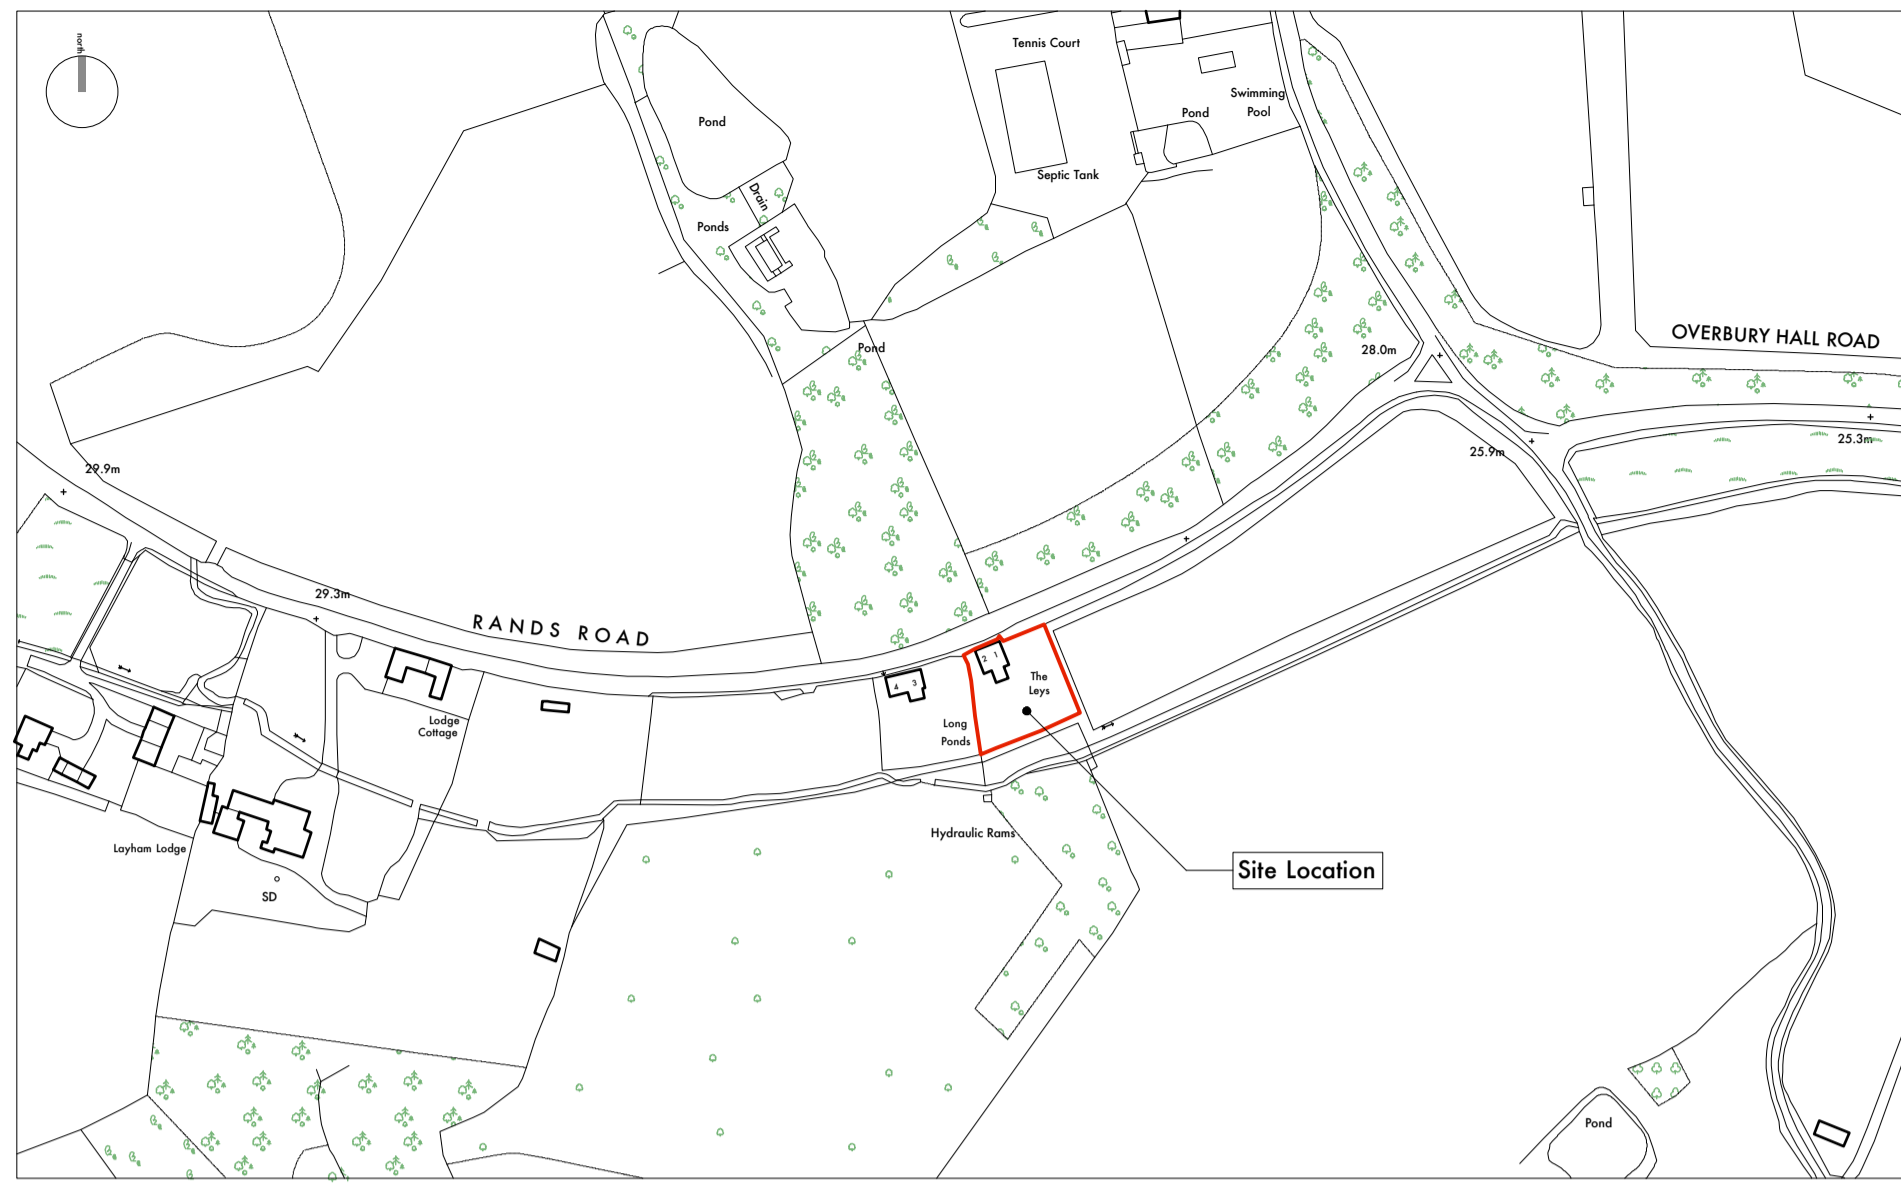 north
Tennis Court
Swimming
Pool
Pond
Pond
Septic Tank
Drain
Ponds
OVERBURY HALL ROAD
Pond
28.0m
25.3m
25.9m
29.9m
29.3m
RANDS ROAD
2 1
The
Leys
4 3
Lodge
Cottage
Long
Ponds
Hydraulic Rams
Layham Lodge
Site Location
SD
Pond